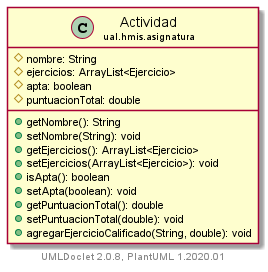 C
Actividad
ual.hmis.asignatura
nombre: String
ejercicios: ArrayList<Ejercicio>
apta: boolean
puntuacionTotal: double
getNombre(): String
setNombre(String): void
getEjercicios(): ArrayList<Ejercicio>
setEjercicios(ArrayList<Ejercicio>): void
isApta(): boolean
setApta(boolean): void
getPuntuacionTotal(): double
setPuntuacionTotal(double): void
agregarEjercicioCalificado(String, double): void
UMLDoclet 2.0.8, PlantUML 1.2020.01